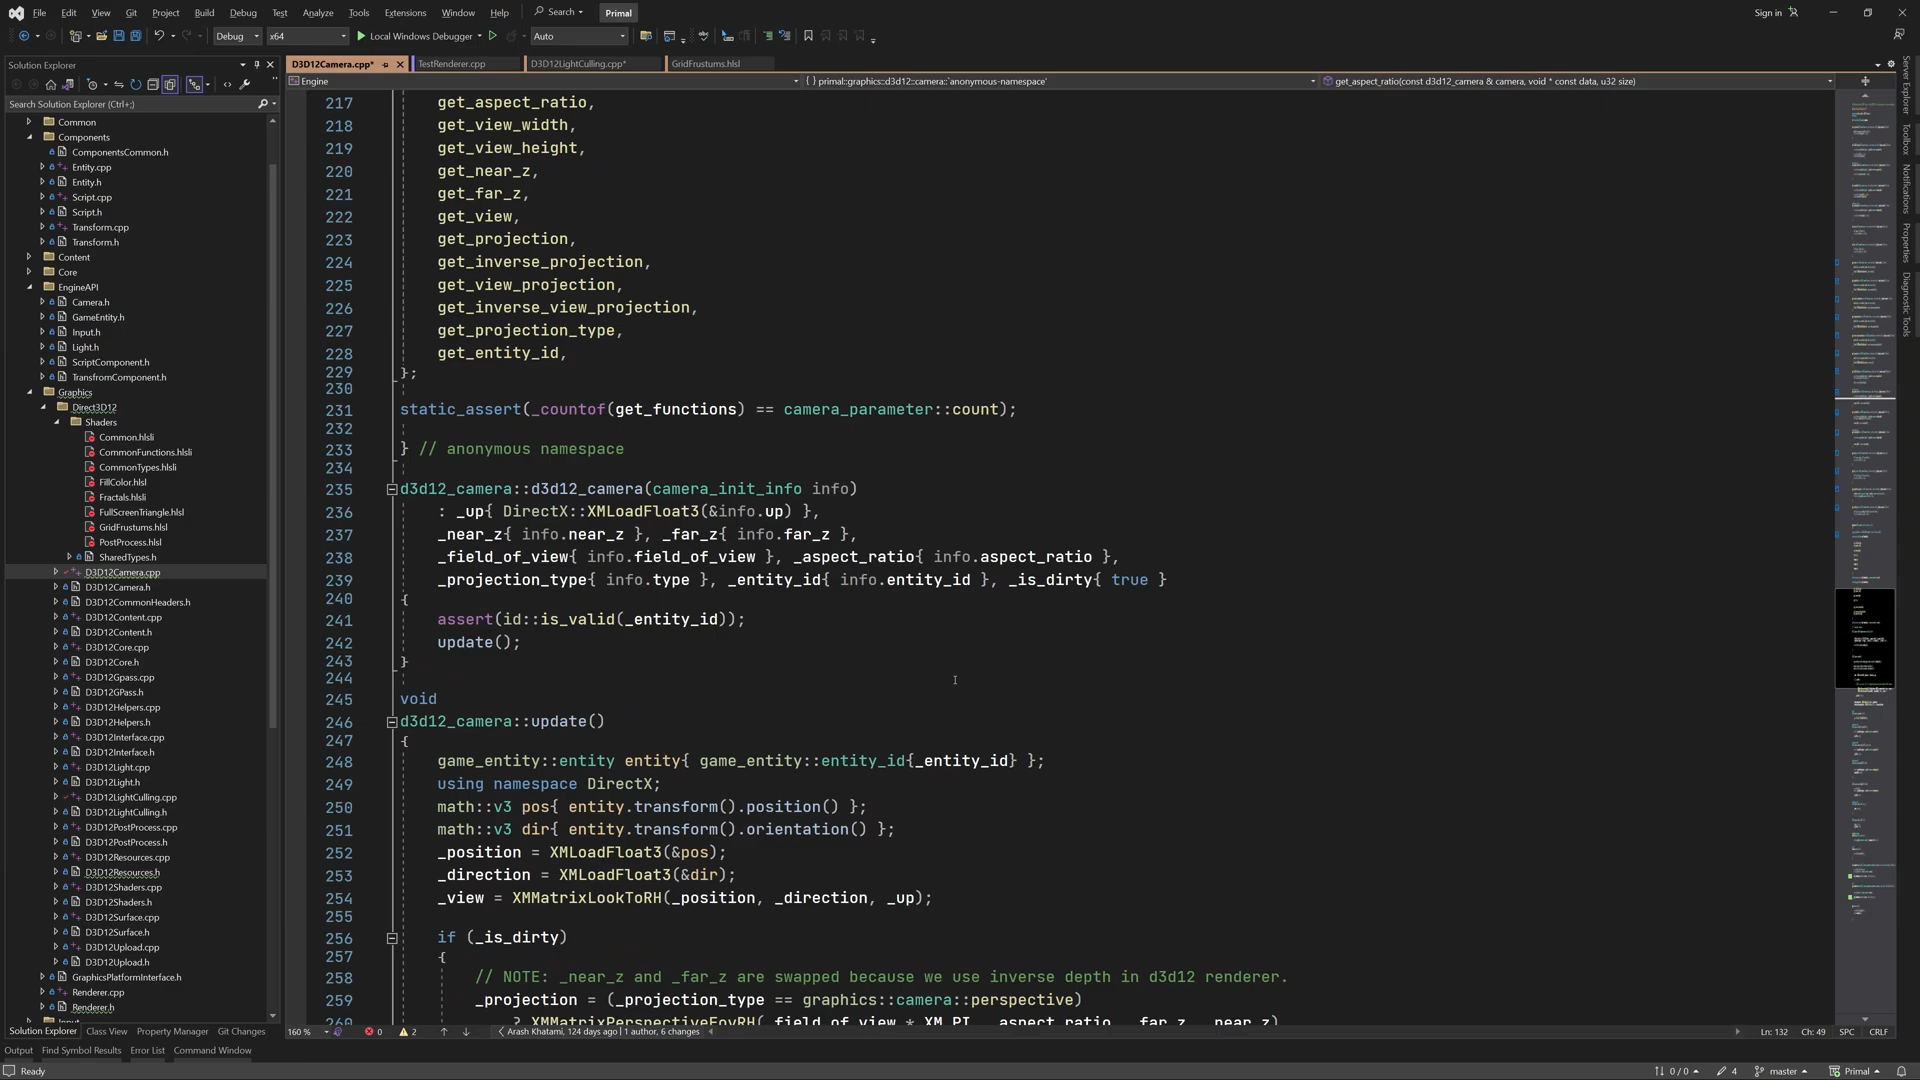 File Edit View Git Project Build Debug Test Analyze Tools Extensions Window Help Search Primal Sign in
Debug x64 Local Windows Debugger Auto
Solution Explorer
Search Solution Explorer (Ctrl+;)
Common
Components
ComponentsCommon.h
Entity.cpp
Entity.h
Script.cpp
Script.h
Transform.cpp
Transform.h
Content
Core
EngineAPI
Camera.h
GameEntity.h
Input.h
Light.h
ScriptComponent.h
TransfromComponent.h
Graphics
Direct3D12
Shaders
Common.hlsli
CommonFunctions.hlsli
CommonTypes.hlsli
FillColor.hlsl
Fractals.hlsli
FullScreenTriangle.hlsl
GridFrustums.hlsl
PostProcess.hlsl
SharedTypes.h
D3D12Camera.cpp
D3D12Camera.h
D3D12CommonHeaders.h
D3D12Content.cpp
D3D12Content.h
D3D12Core.cpp
D3D12Core.h
D3D12Gpass.cpp
D3D12GPass.h
D3D12Helpers.cpp
D3D12Helpers.h
D3D12Interface.cpp
D3D12Interface.h
D3D12Light.cpp
D3D12Light.h
D3D12LightCulling.cpp
D3D12LightCulling.h
D3D12PostProcess.cpp
D3D12PostProcess.h
D3D12Resources.cpp
D3D12Resources.h
D3D12Shaders.cpp
D3D12Shaders.h
D3D12Surface.cpp
D3D12Surface.h
D3D12Upload.cpp
D3D12Upload.h
GraphicsPlatformInterface.h
Renderer.cpp
Renderer.h
Solution Explorer Class View Property Manager Git Changes
D3D12Camera.cpp* TestRenderer.cpp D3D12LightCulling.cpp* GridFrustums.hlsl
Engine { } primal::graphics::d3d12::camera::`anonymous-namespace' get_aspect_ratio(const d3d12_camera & camera, void * const data, u32 size)
217 get_aspect_ratio,
218 get_view_width,
219 get_view_height,
220 get_near_z,
221 get_far_z,
222 get_view,
223 get_projection,
224 get_inverse_projection,
225 get_view_projection,
226 get_inverse_view_projection,
227 get_projection_type,
228 get_entity_id,
229 };
230
231 static_assert(_countof(get_functions) == camera_parameter::count);
232
233 } // anonymous namespace
234
235 d3d12_camera::d3d12_camera(camera_init_info info)
236 : _up{ DirectX::XMLoadFloat3(&info.up) },
237 _near_z{ info.near_z }, _far_z{ info.far_z },
238 _field_of_view{ info.field_of_view }, _aspect_ratio{ info.aspect_ratio },
239 _projection_type{ info.type }, _entity_id{ info.entity_id }, _is_dirty{ true }
240 {
241 assert(id::is_valid(_entity_id));
242 update();
243 }
244
245 void
246 d3d12_camera::update()
247 {
248 game_entity::entity entity{ game_entity::entity_id{_entity_id} };
249 using namespace DirectX;
250 math::v3 pos{ entity.transform().position() };
251 math::v3 dir{ entity.transform().orientation() };
252 _position = XMLoadFloat3(&pos);
253 _direction = XMLoadFloat3(&dir);
254 _view = XMMatrixLookToRH(_position, _direction, _up);
255
256 if (_is_dirty)
257 {
258 // NOTE: _near_z and _far_z are swapped because we use inverse depth in d3d12 renderer.
259 _projection = (_projection_type == graphics::camera::perspective)
260 ? XMMatrixPerspectiveFovRH(_field_of_view * XM_PI, _aspect_ratio, _far_z, _near_z)
160 % 0 2 Arash Khatami, 124 days ago | 1 author, 6 changes Ln: 132 Ch: 49 SPC CRLF
Server Explorer
Toolbox
Notifications
Properties
Diagnostic Tools
Output Find Symbol Results Error List Command Window
Ready 0 / 0 4 master Primal